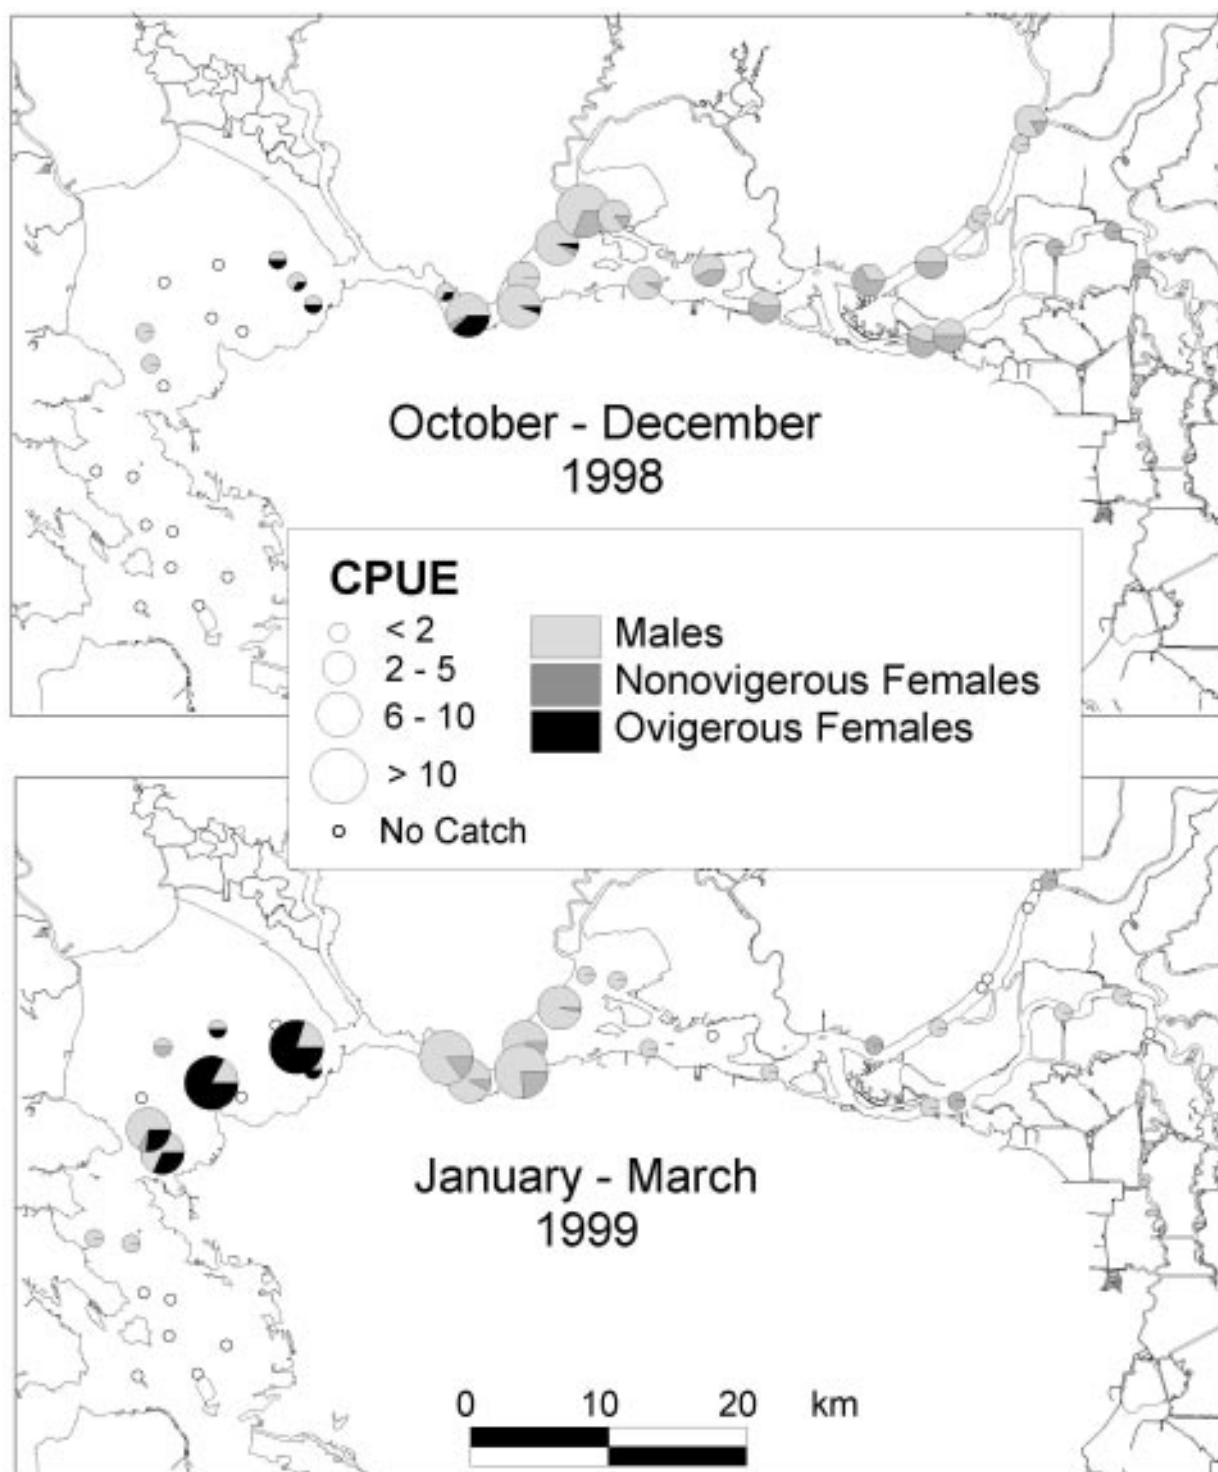 October - December
1998
CPUE
< 2
2 - 5
6 - 10
> 10
No Catch
Males
Nonovigerous Females
Ovigerous Females
January - March
1999
0 10 20 km